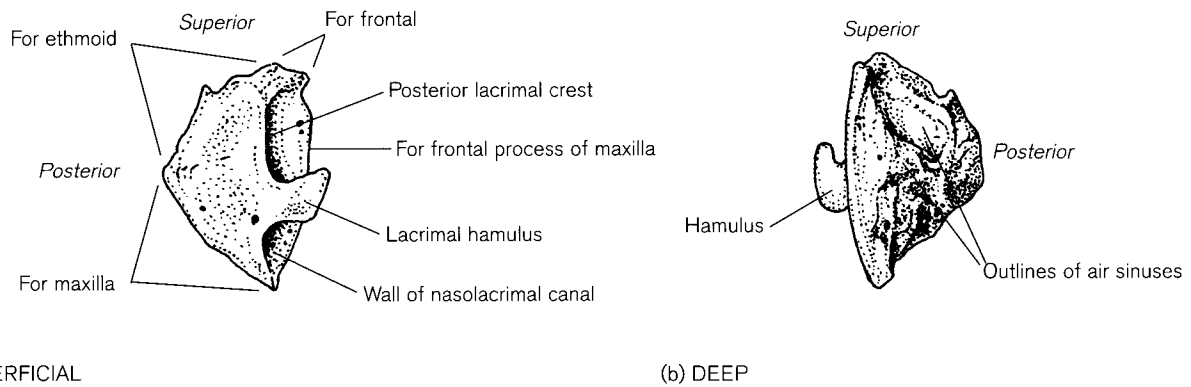 Superior
For frontal
For ethmoid
Posterior lacrimal crest
For frontal process of maxilla
Posterior
Lacrimal hamulus
For maxilla
Wall of nasolacrimal canal
ERFICIAL
Superior
Posterior
Hamulus
Outlines of air sinuses
(b) DEEP